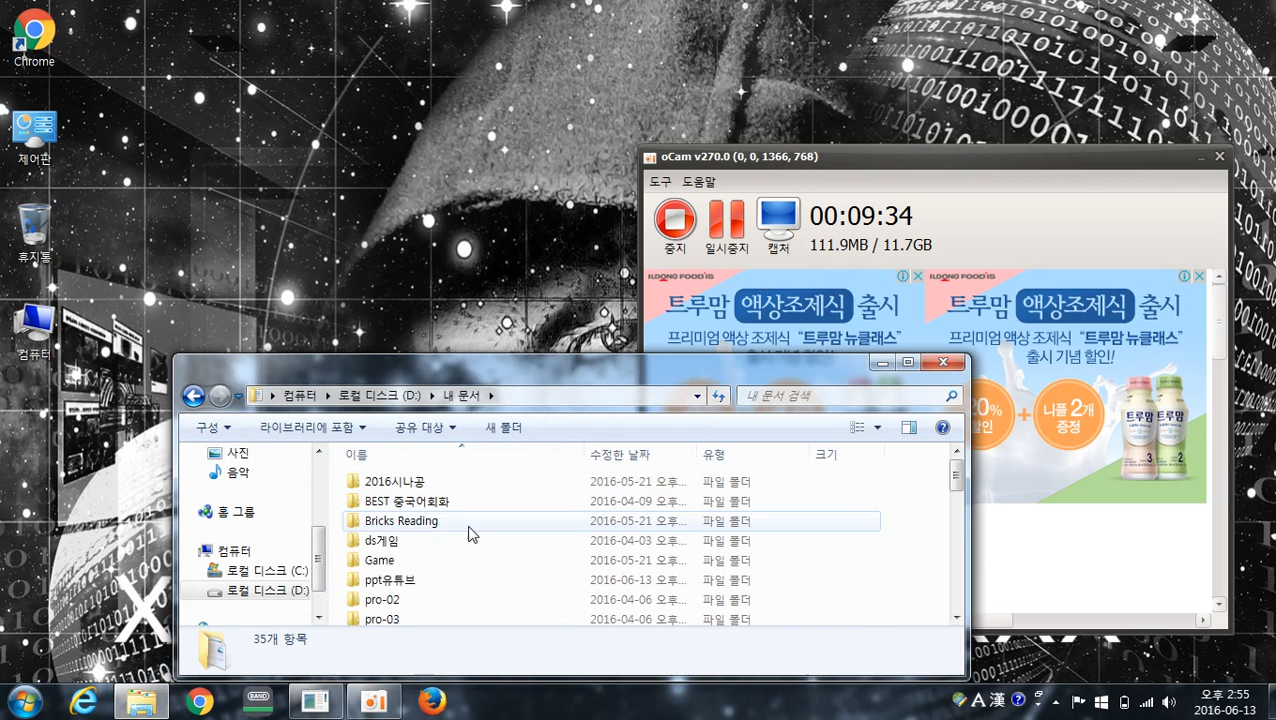 Chrome
제어판
휴지통
컴퓨터
oCam v270.0 (0, 0, 1366, 768)
도구 도움말
중지 일시중지 캡처
00:09:34
111.9MB / 11.7GB
ILDONG FOOD'IS ILDONG FOOD'IS
트루맘 액상조제식 출시 트루맘 액상조제식 출시
프리미엄 액상 조제식 “트루맘 뉴클래스” 프리미엄 액상 조제식 “트루맘 뉴클래스”
출시 기념 할인!
20% 할인 + 니플 2개 증정
트루맘 트루맘
3 2
컴퓨터 로컬 디스크 (D:) 내 문서
내 문서 검색
구성 라이브러리에 포함 공유 대상 새 폴더
사진
음악
홈 그룹
컴퓨터
로컬 디스크 (C:)
로컬 디스크 (D:)
이름 수정한 날짜 유형 크기
2016시나공 2016-05-21 오후... 파일 폴더
BEST 중국어회화 2016-04-09 오후... 파일 폴더
Bricks Reading 2016-05-21 오후... 파일 폴더
ds게임 2016-04-03 오후... 파일 폴더
Game 2016-05-21 오후... 파일 폴더
ppt유튜브 2016-06-13 오후... 파일 폴더
pro-02 2016-04-06 오후... 파일 폴더
pro-03 2016-04-06 오후... 파일 폴더
35개 항목
BAND
A 漢
오후 2:55
2016-06-13